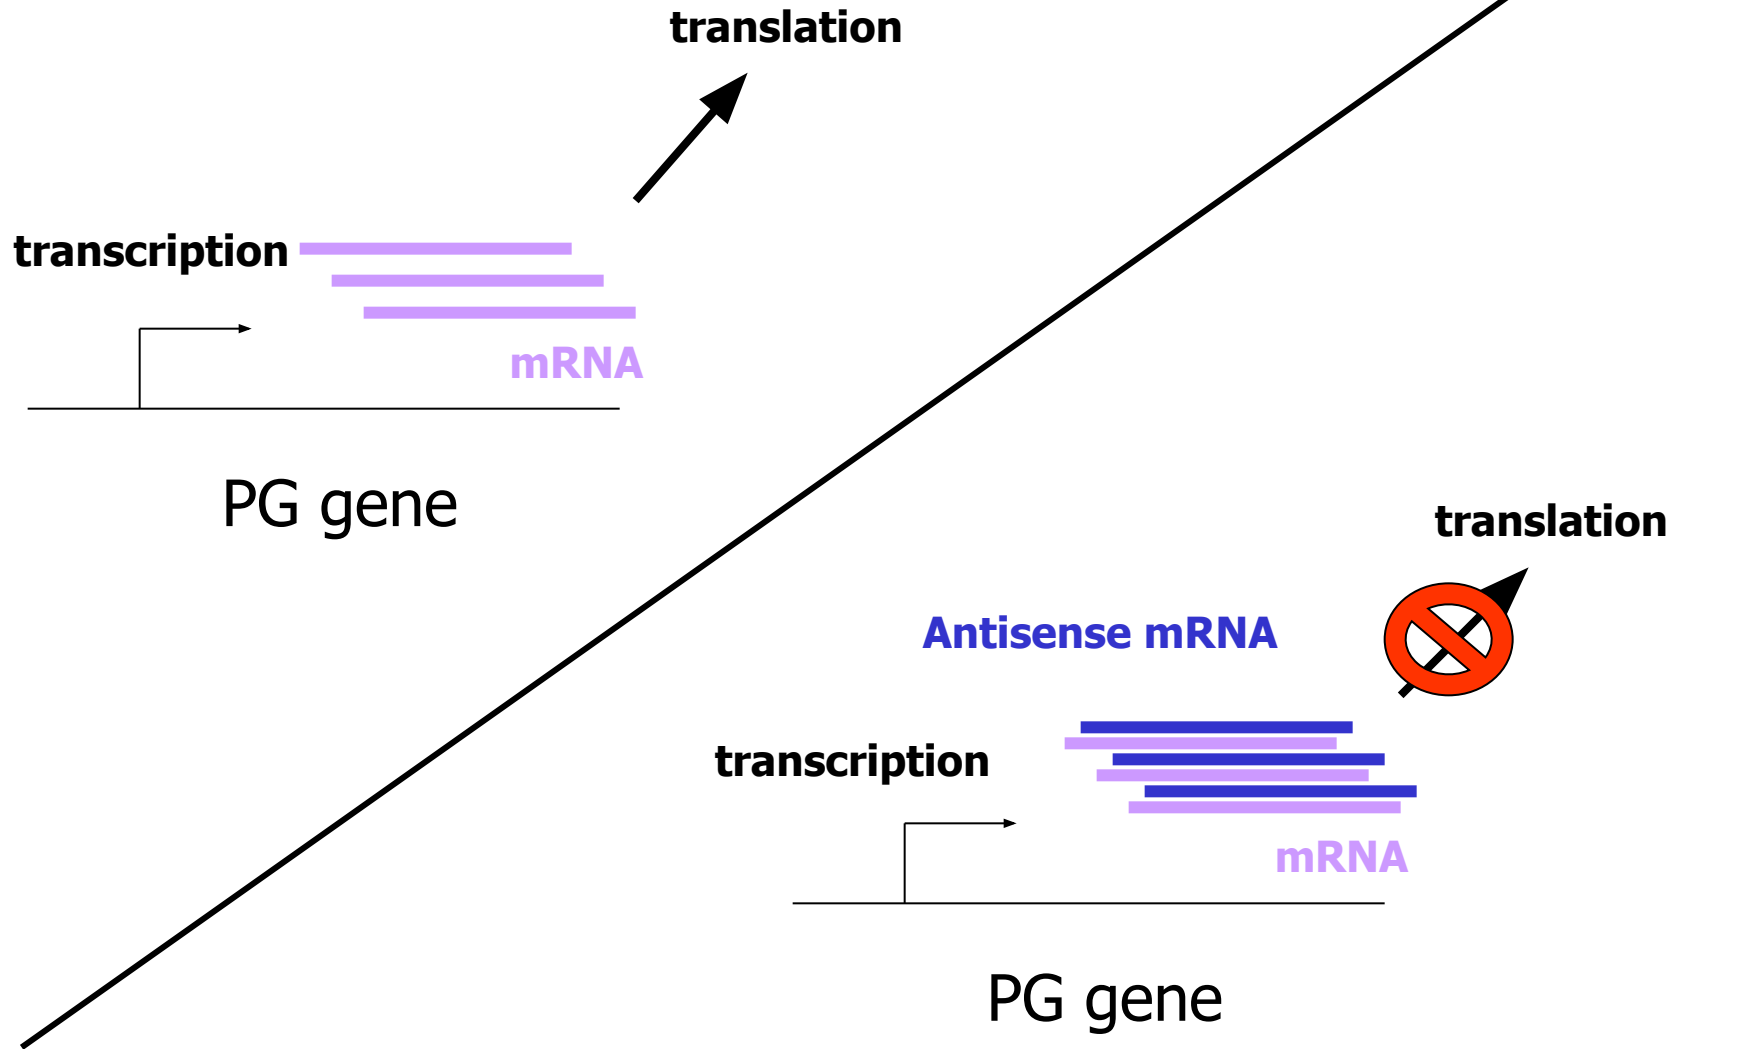 translation
transcription
mRNA
PG gene
translation
Antisense mRNA
transcription
mRNA
PG gene